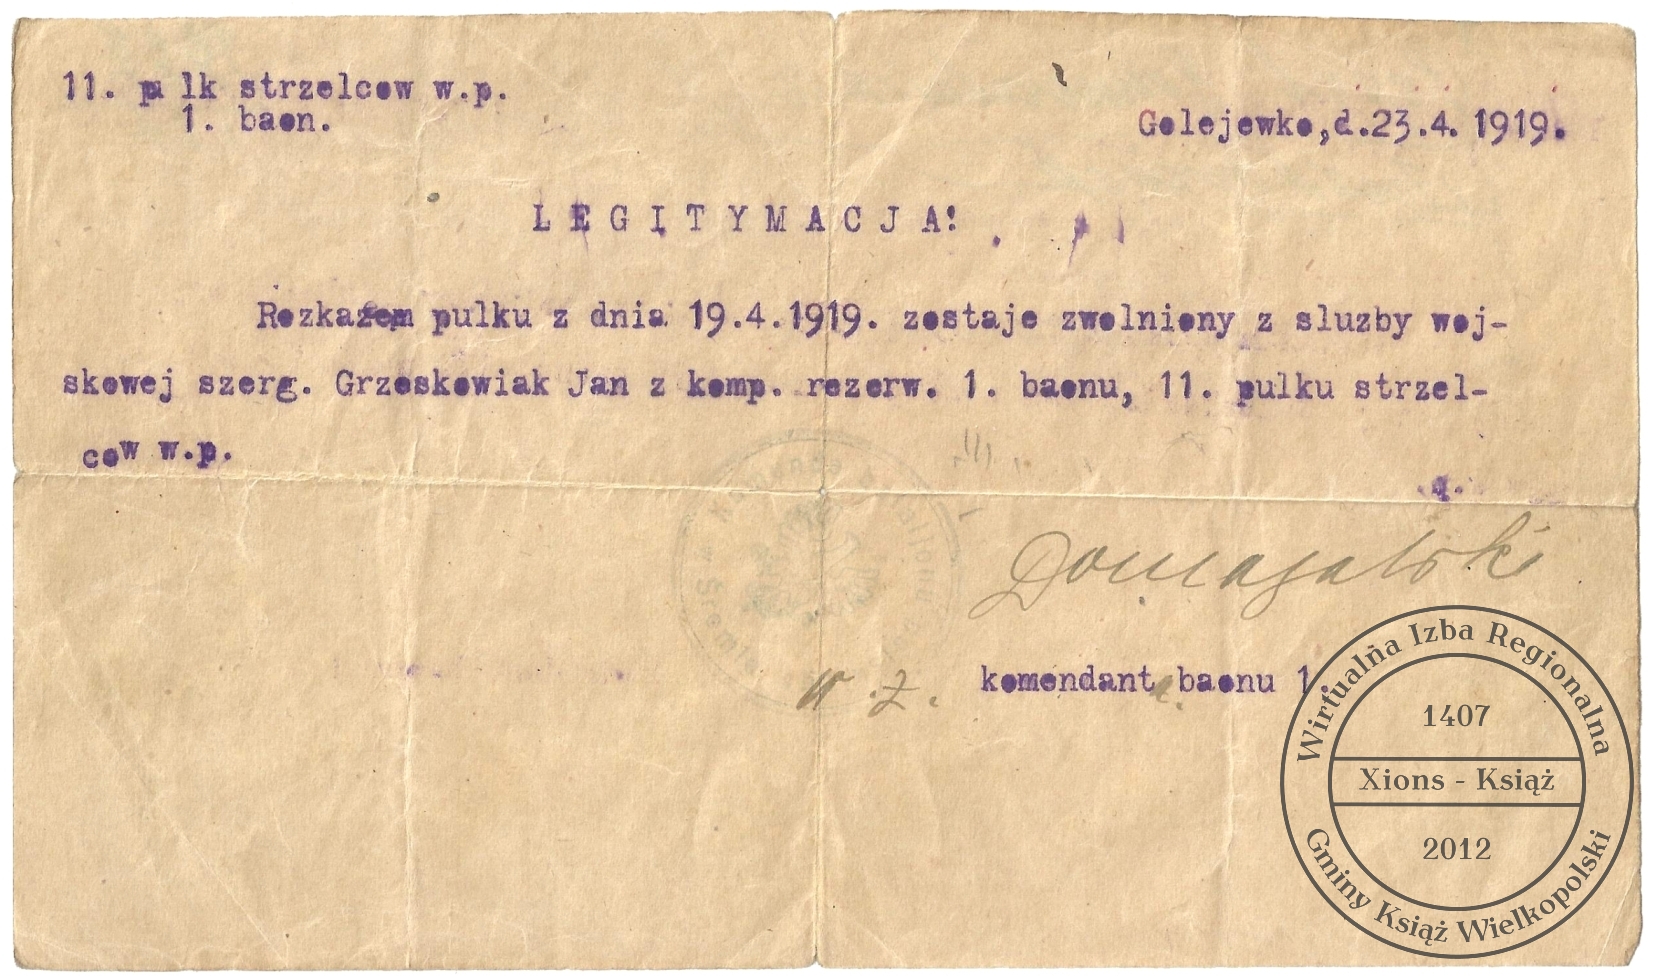 11. pulk strzelcow w.p.
1. baon.
Golejewko, d.23.4. 1919.
LEGITYMACJA!
Rozkazem pulku z dnia 19.4.1919. zostaje zwolniony z sluzby woj-
skowej szerg. Grzeskowiak Jan z komp. rezerw. 1. baonu, 11. pulku strzel-
cow w.p.
Domagalski
w.z. komendant baonu 1
Wirtualna Izba Regionalna
1407
Xions - Książ
2012
Gminy Książ Wielkopolski